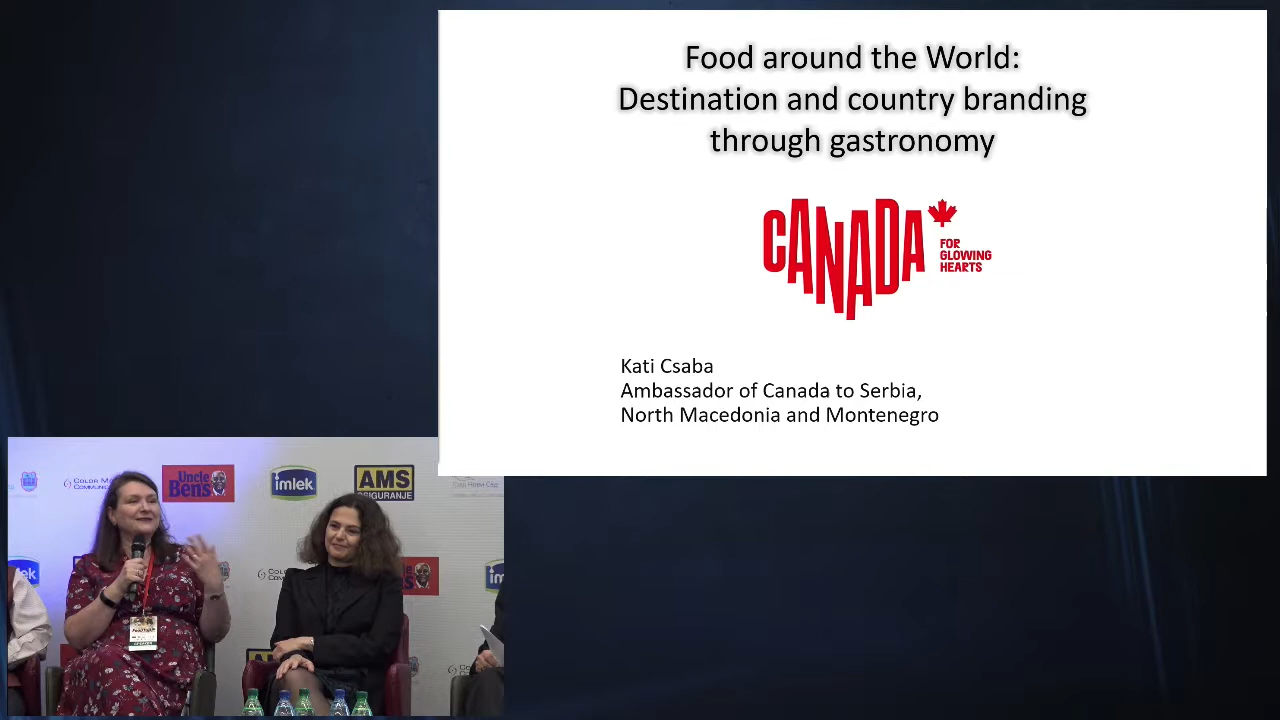 Food around the World:
Destination and country branding
through gastronomy
CANADA
FOR
GLOWING
HEARTS
Kati Csaba
Ambassador of Canada to Serbia,
North Macedonia and Montenegro
Uncle
Ben's
imlek
AMS
OSIGURANJE